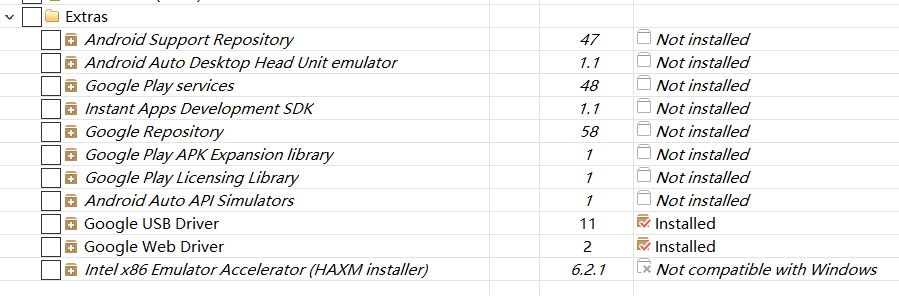 Extras
Android Support Repository 47 Not installed
Android Auto Desktop Head Unit emulator 1.1 Not installed
Google Play services 48 Not installed
Instant Apps Development SDK 1.1 Not installed
Google Repository 58 Not installed
Google Play APK Expansion library 1 Not installed
Google Play Licensing Library 1 Not installed
Android Auto API Simulators 1 Not installed
Google USB Driver 11 Installed
Google Web Driver 2 Installed
Intel x86 Emulator Accelerator (HAXM installer) 6.2.1 Not compatible with Windows